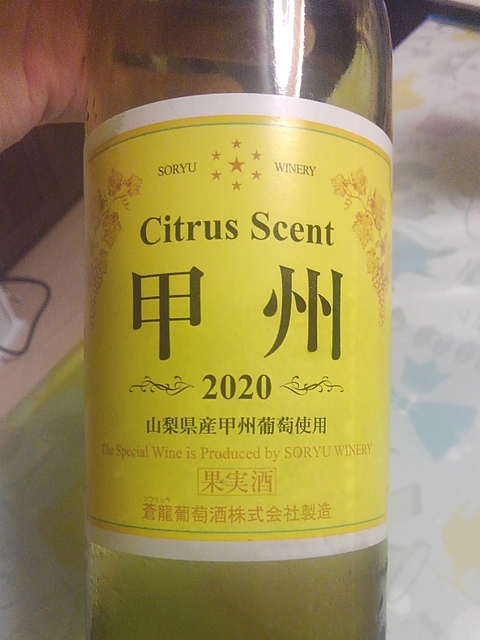 SORYU WINERY
Citrus Scent
甲州
2020
山梨県産甲州葡萄使用
The Special Wine is Produced by SORYU WINERY
果実酒
ソウリュウ
蒼龍葡萄酒株式会社製造